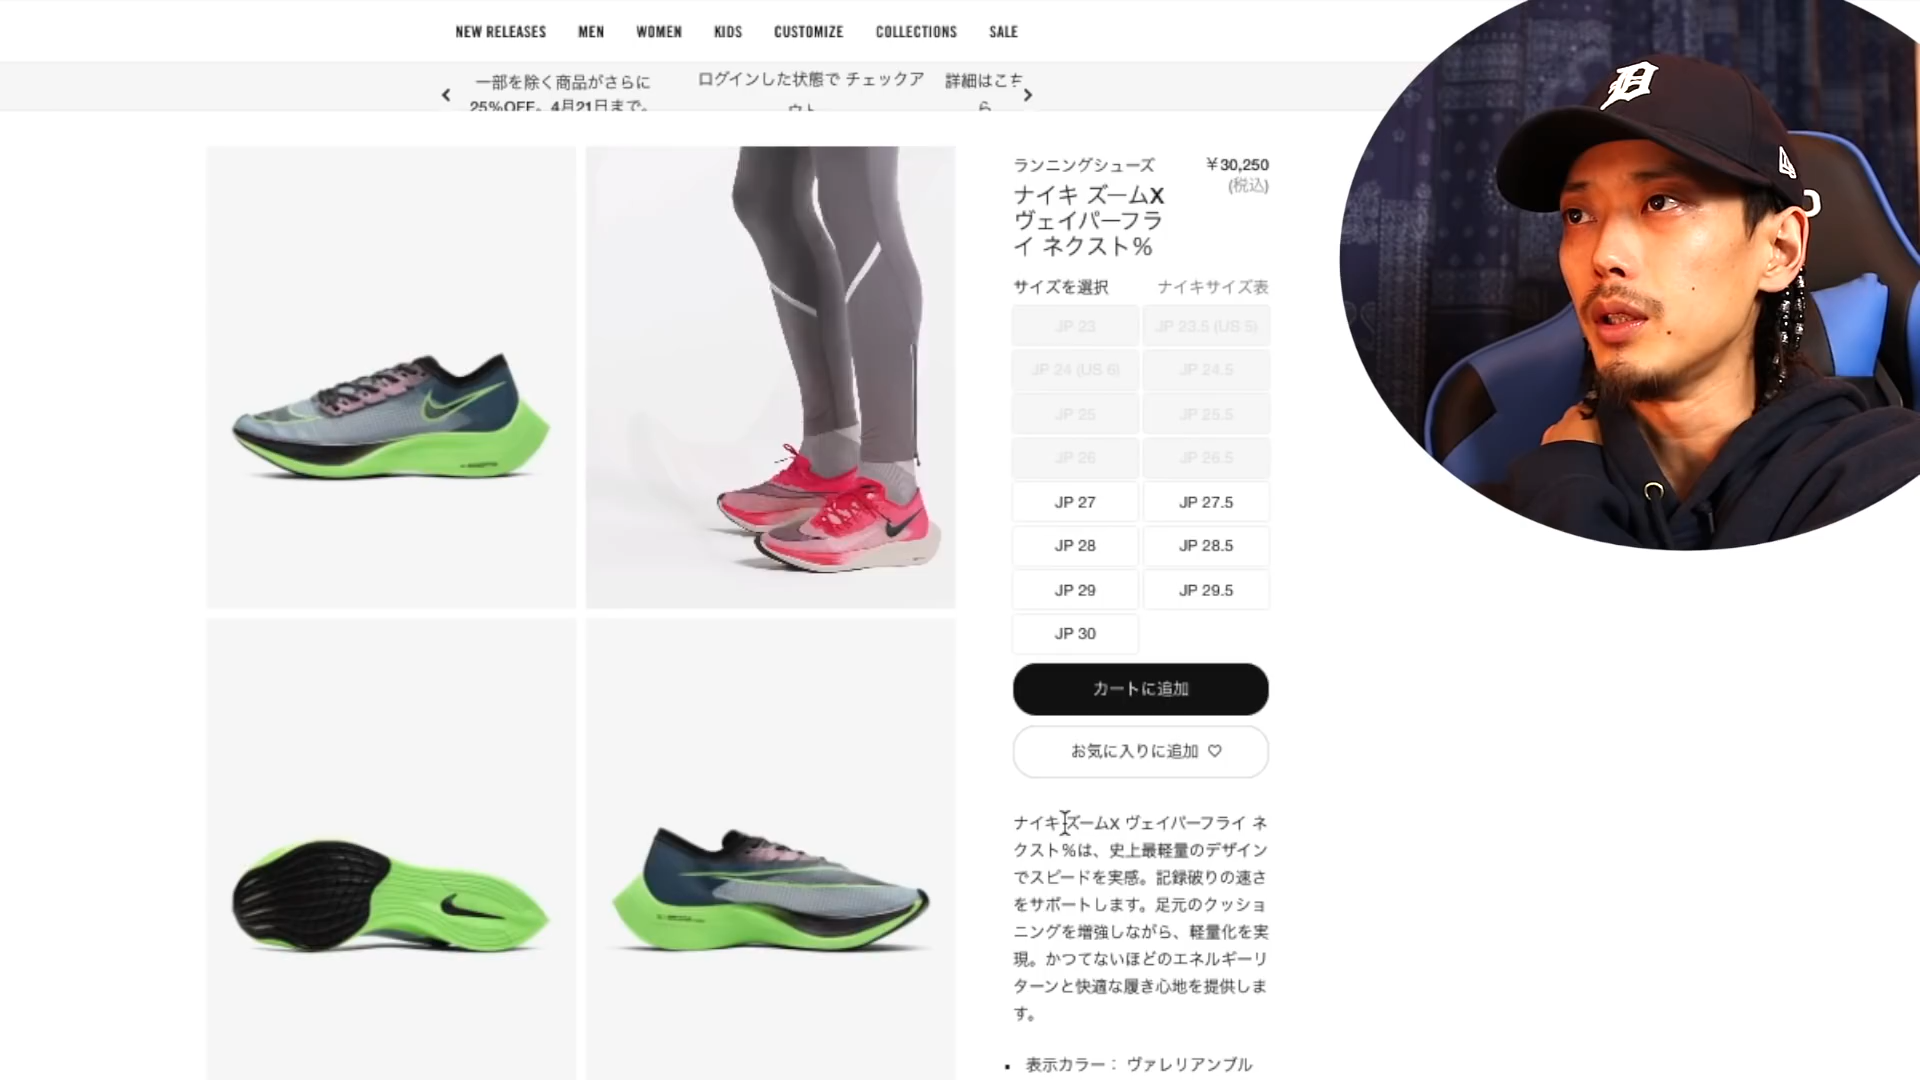 NEW RELEASES MEN WOMEN KIDS CUSTOMIZE COLLECTIONS SALE
一部を除く商品がさらに
25%OFF。4月21日まで。
ログインした状態で チェックア
ウト
詳細はこち
ら
ランニングシューズ
￥30,250
(税込)
ナイキ ズームX
ヴェイパーフラ
イ ネクスト%
サイズを選択 ナイキサイズ表
JP 23 JP 23.5 (US 5)
JP 24 (US 6) JP 24.5
JP 25 JP 25.5
JP 26 JP 26.5
JP 27 JP 27.5
JP 28 JP 28.5
JP 29 JP 29.5
JP 30
カートに追加
お気に入りに追加
ナイキ ズームX ヴェイパーフライ ネ
クスト%は、史上最軽量のデザイン
でスピードを実感。記録破りの速さ
をサポートします。足元のクッショ
ニングを増強しながら、軽量化を実
現。かつてないほどのエネルギーリ
ターンと快適な履き心地を提供しま
す。
表示カラー： ヴァレリアンブル